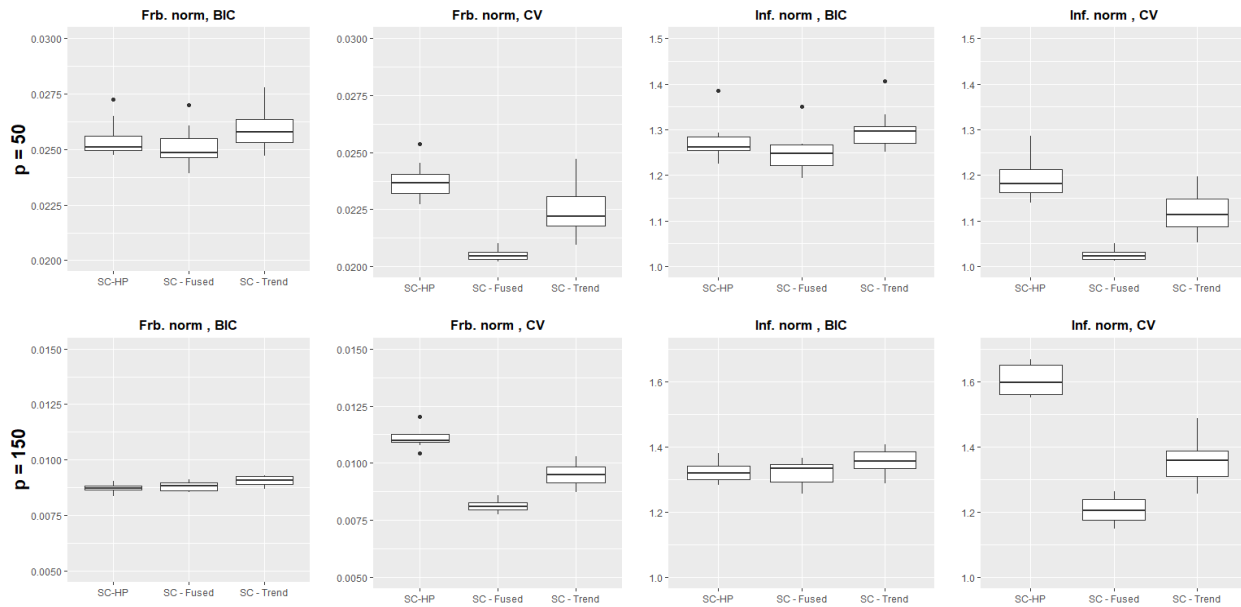 Frb. norm, BIC
Frb. norm , CV
Inf. norm , BIC
Inf. norm , CV
p = 50
0.0300
0.0275
0.0250
0.0225
0.0200
SC-HP
SC - Fused
SC - Trend
0.0300
0.0275
0.0250
0.0225
0.0200
SC-HP
SC - Fused
SC - Trend
1.5
1.4
1.3
1.2
1.1
1.0
SC-HP
SC - Fused
SC - Trend
1.5
1.4
1.3
1.2
1.1
1.0
SC-HP
SC - Fused
SC - Trend
Frb. norm , BIC
Frb. norm , CV
Inf. norm , BIC
Inf. norm, CV
p = 150
0.0150
0.0125
0.0100
0.0075
0.0050
SC-HP
SC - Fused
SC - Trend
0.0150
0.0125
0.0100
0.0075
0.0050
SC-HP
SC - Fused
SC - Trend
1.6
1.4
1.2
1.0
SC-HP
SC - Fused
SC - Trend
1.6
1.4
1.2
1.0
SC-HP
SC - Fused
SC - Trend